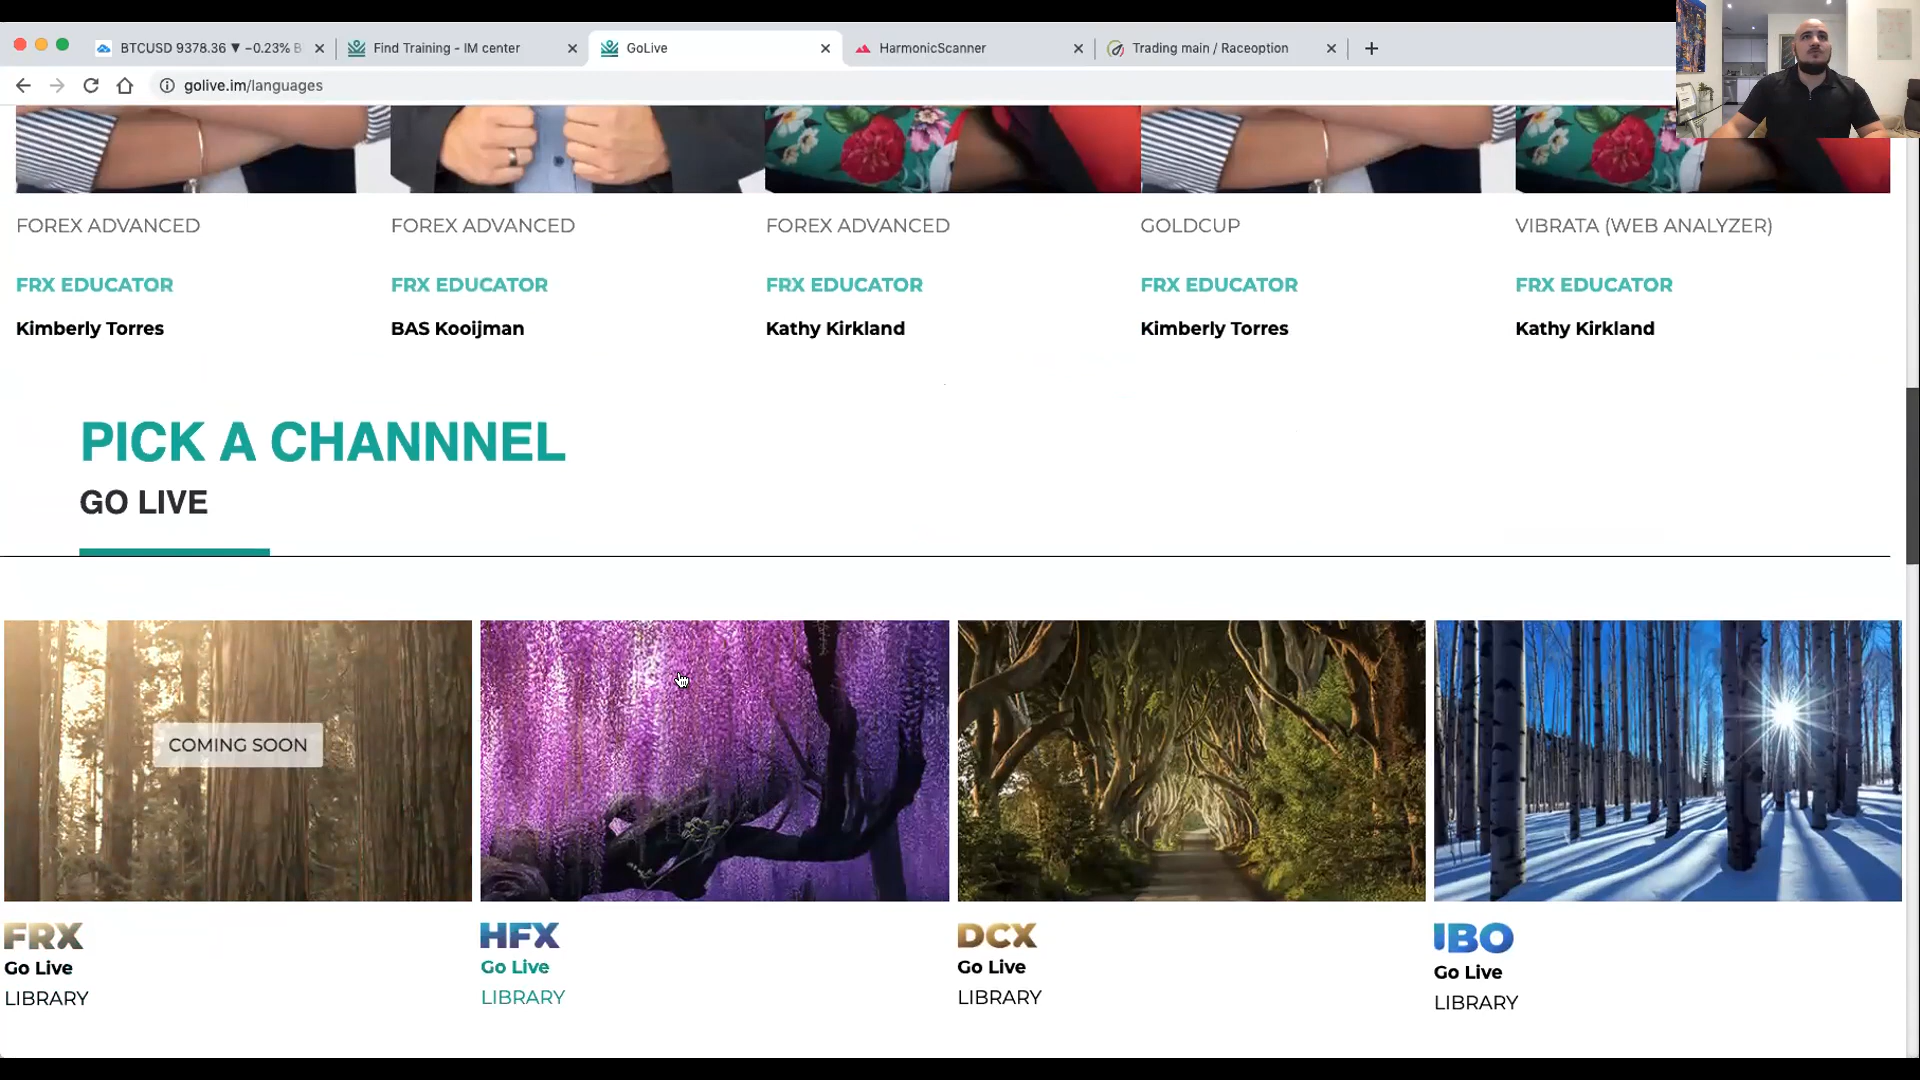 BTCUSD 9378.36 ▼ −0.23% B
Find Training - IM center
GoLive
HarmonicScanner
Trading main / Raceoption
golive.im/languages
FOREX ADVANCED
FOREX ADVANCED
FOREX ADVANCED
GOLDCUP
VIBRATA (WEB ANALYZER)
FRX EDUCATOR
FRX EDUCATOR
FRX EDUCATOR
FRX EDUCATOR
FRX EDUCATOR
Kimberly Torres
BAS Kooijman
Kathy Kirkland
Kimberly Torres
Kathy Kirkland
PICK A CHANNNEL
GO LIVE
COMING SOON
FRX
HFX
DCX
IBO
Go Live
Go Live
Go Live
Go Live
LIBRARY
LIBRARY
LIBRARY
LIBRARY